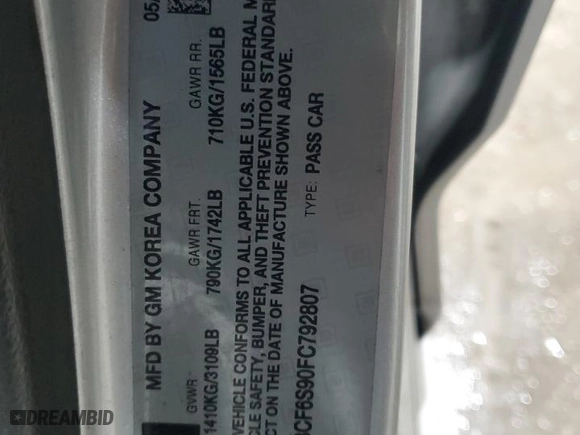 05/
MFD BY GM KOREA COMPANY
GVWR GAWR FRT. GAWR RR.
1410KG/3109LB 790KG/1742LB 710KG/1565LB
VEHICLE CONFORMS TO ALL APPLICABLE U.S. FEDERAL M
CLE SAFETY, BUMPER, AND THEFT PREVENTION STANDARD
CT ON THE DATE OF MANUFACTURE SHOWN ABOVE.
TYPE: PASS CAR
CF6S90FC792807
DREAMBID